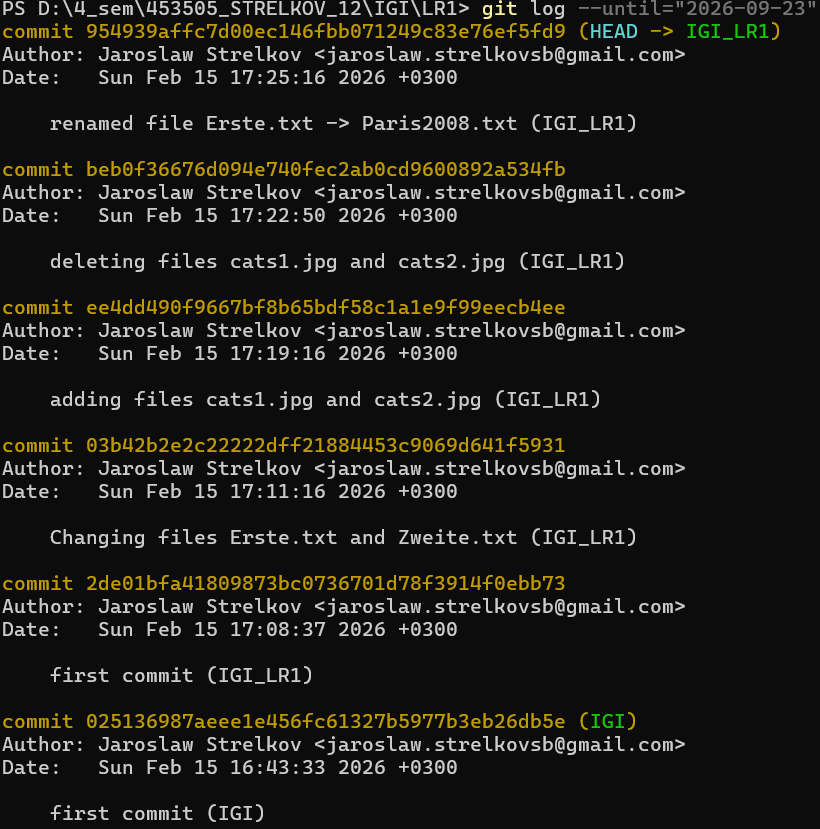 PS D:\4_sem\453505_STRELKOV_12\IGI\LR1> git log --until="2026-09-23"
commit 954939affc7d00ec146fbb071249c83e76ef5fd9 (HEAD -> IGI_LR1)
Author: Jaroslaw Strelkov <jaroslaw.strelkovsb@gmail.com>
Date:   Sun Feb 15 17:25:16 2026 +0300
    renamed file Erste.txt -> Paris2008.txt (IGI_LR1)
commit beb0f36676d094e740fec2ab0cd9600892a534fb
Author: Jaroslaw Strelkov <jaroslaw.strelkovsb@gmail.com>
Date:   Sun Feb 15 17:22:50 2026 +0300
    deleting files cats1.jpg and cats2.jpg (IGI_LR1)
commit ee4dd490f9667bf8b65bdf58c1a1e9f99eecb4ee
Author: Jaroslaw Strelkov <jaroslaw.strelkovsb@gmail.com>
Date:   Sun Feb 15 17:19:16 2026 +0300
    adding files cats1.jpg and cats2.jpg (IGI_LR1)
commit 03b42b2e2c22222dff21884453c9069d641f5931
Author: Jaroslaw Strelkov <jaroslaw.strelkovsb@gmail.com>
Date:   Sun Feb 15 17:11:16 2026 +0300
    Changing files Erste.txt and Zweite.txt (IGI_LR1)
commit 2de01bfa41809873bc0736701d78f3914f0ebb73
Author: Jaroslaw Strelkov <jaroslaw.strelkovsb@gmail.com>
Date:   Sun Feb 15 17:08:37 2026 +0300
    first commit (IGI_LR1)
commit 025136987aeee1e456fc61327b5977b3eb26db5e (IGI)
Author: Jaroslaw Strelkov <jaroslaw.strelkovsb@gmail.com>
Date:   Sun Feb 15 16:43:33 2026 +0300
    first commit (IGI)